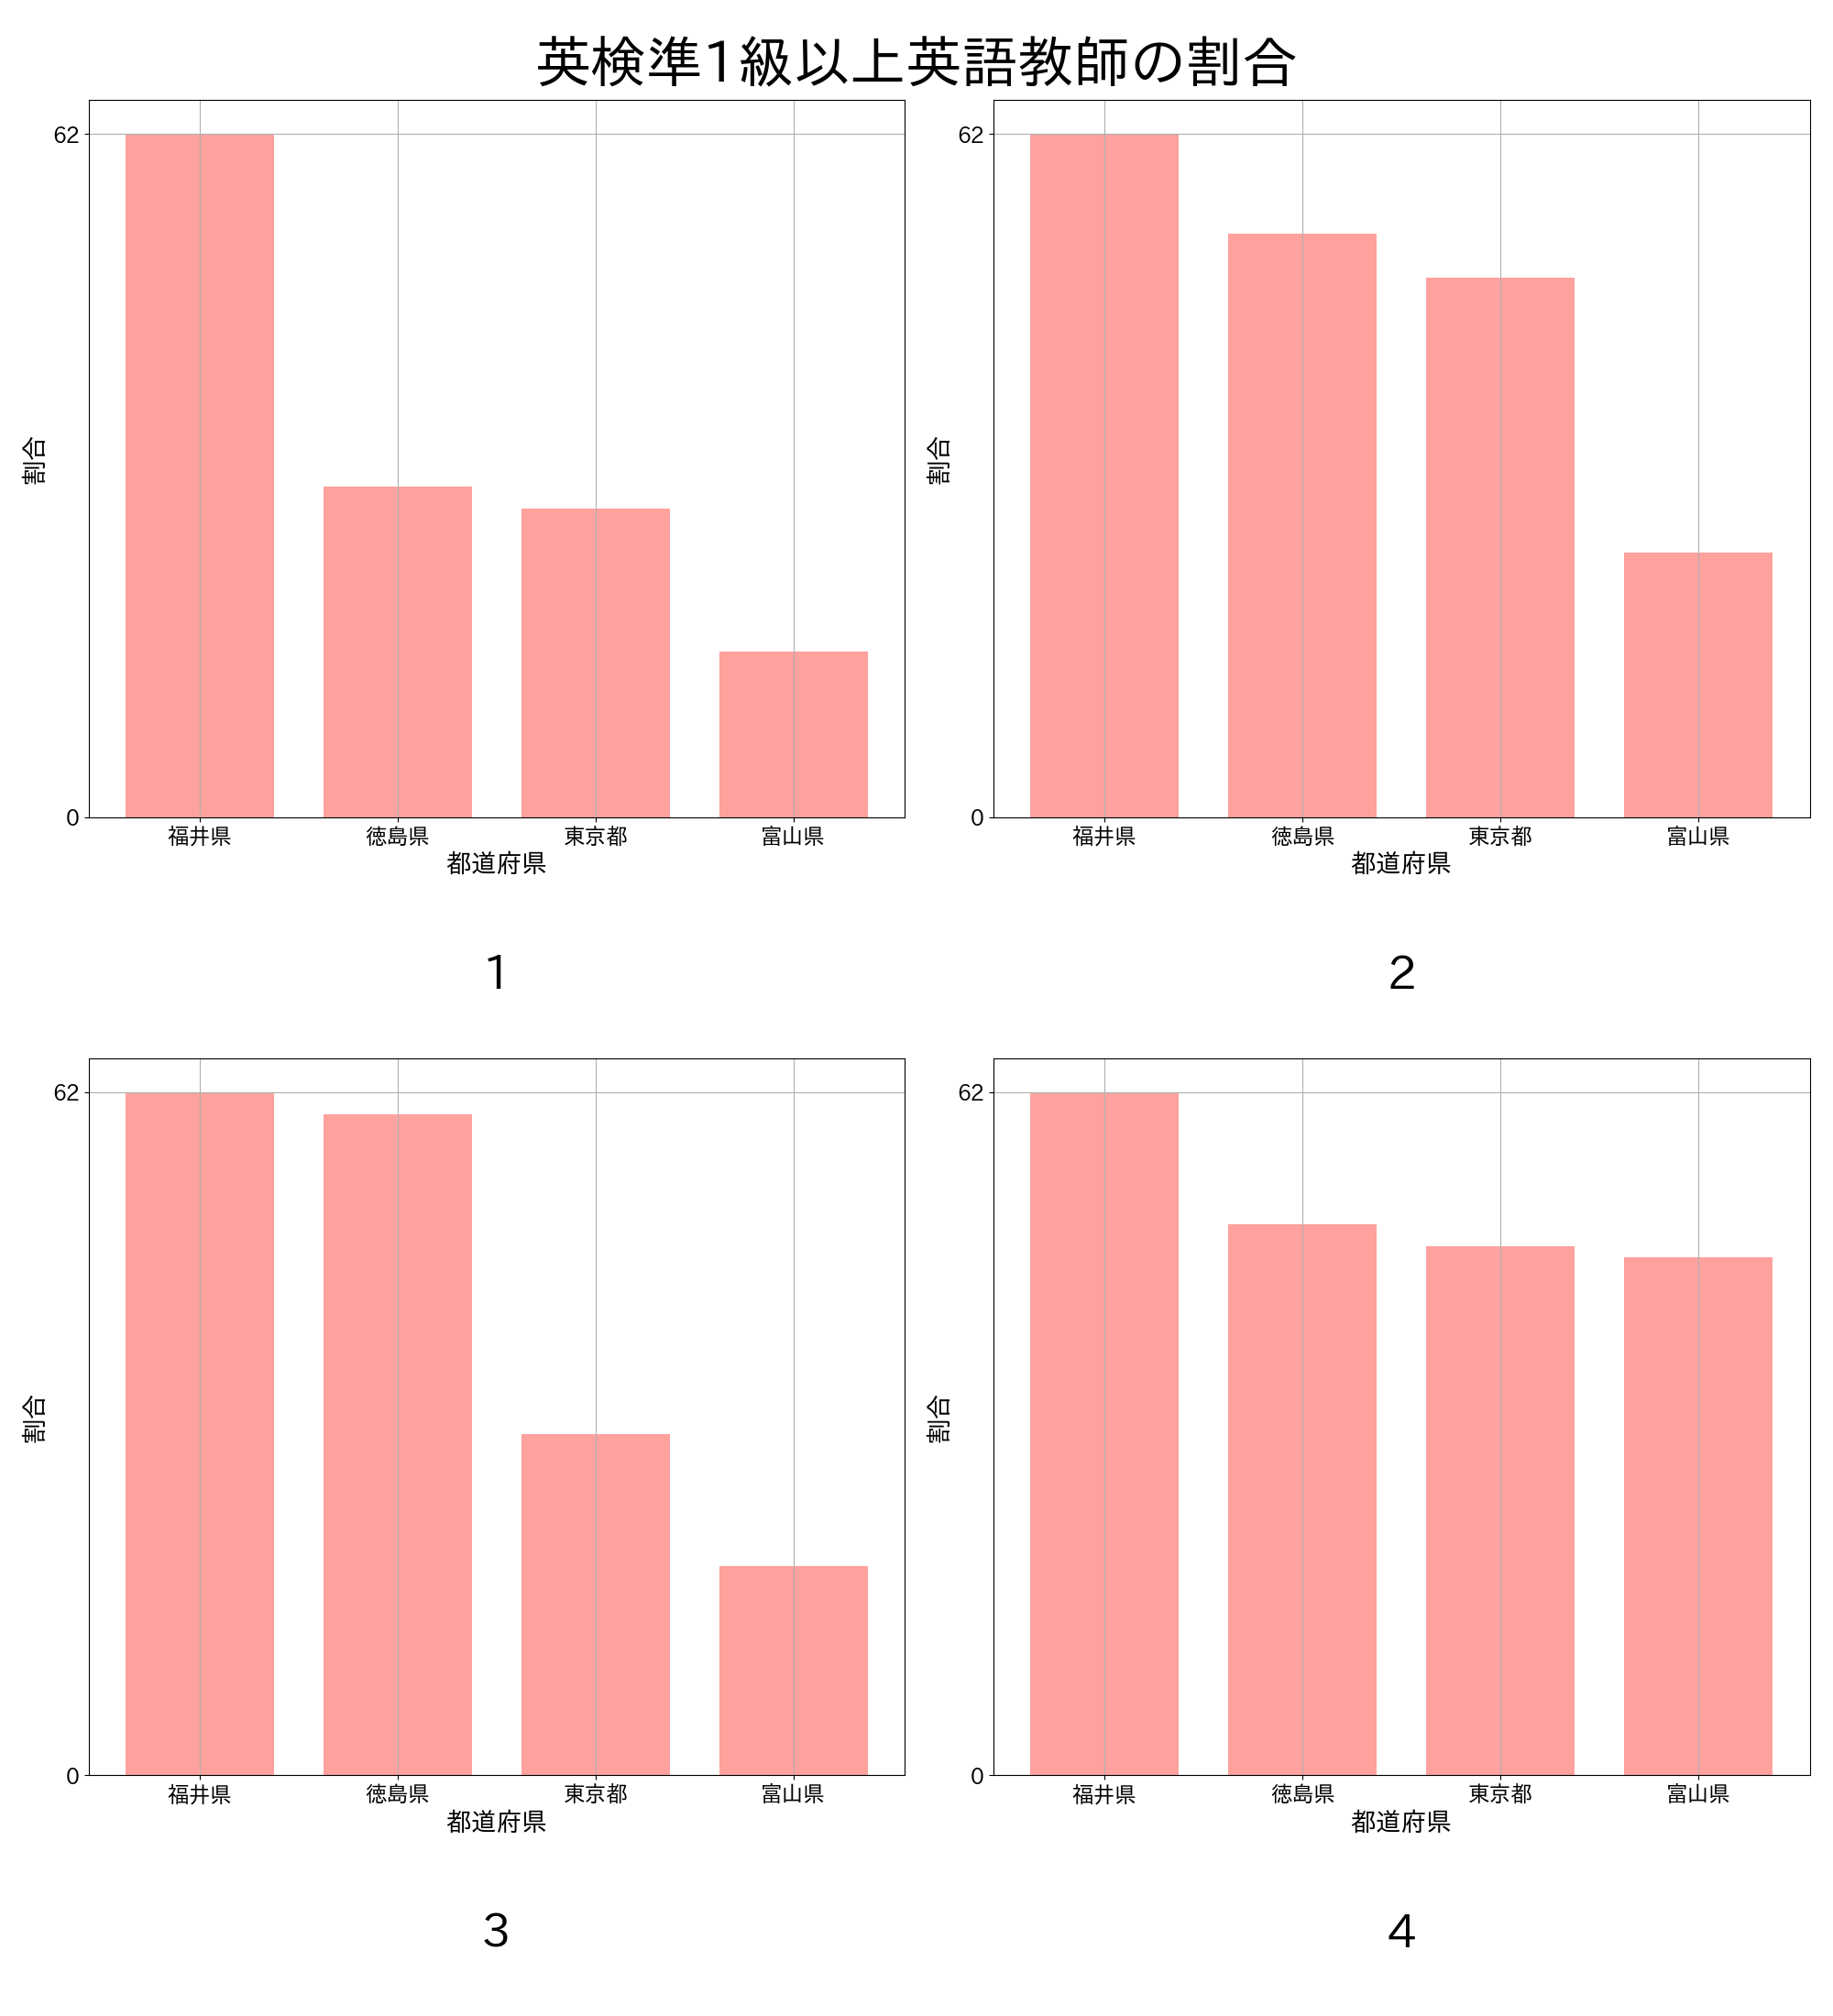 英検準1級以上英語教師の割合
62
割合
0
福井県 徳島県 東京都 富山県
都道府県
1
62
割合
0
福井県 徳島県 東京都 富山県
都道府県
2
62
割合
0
福井県 徳島県 東京都 富山県
都道府県
3
62
割合
0
福井県 徳島県 東京都 富山県
都道府県
4